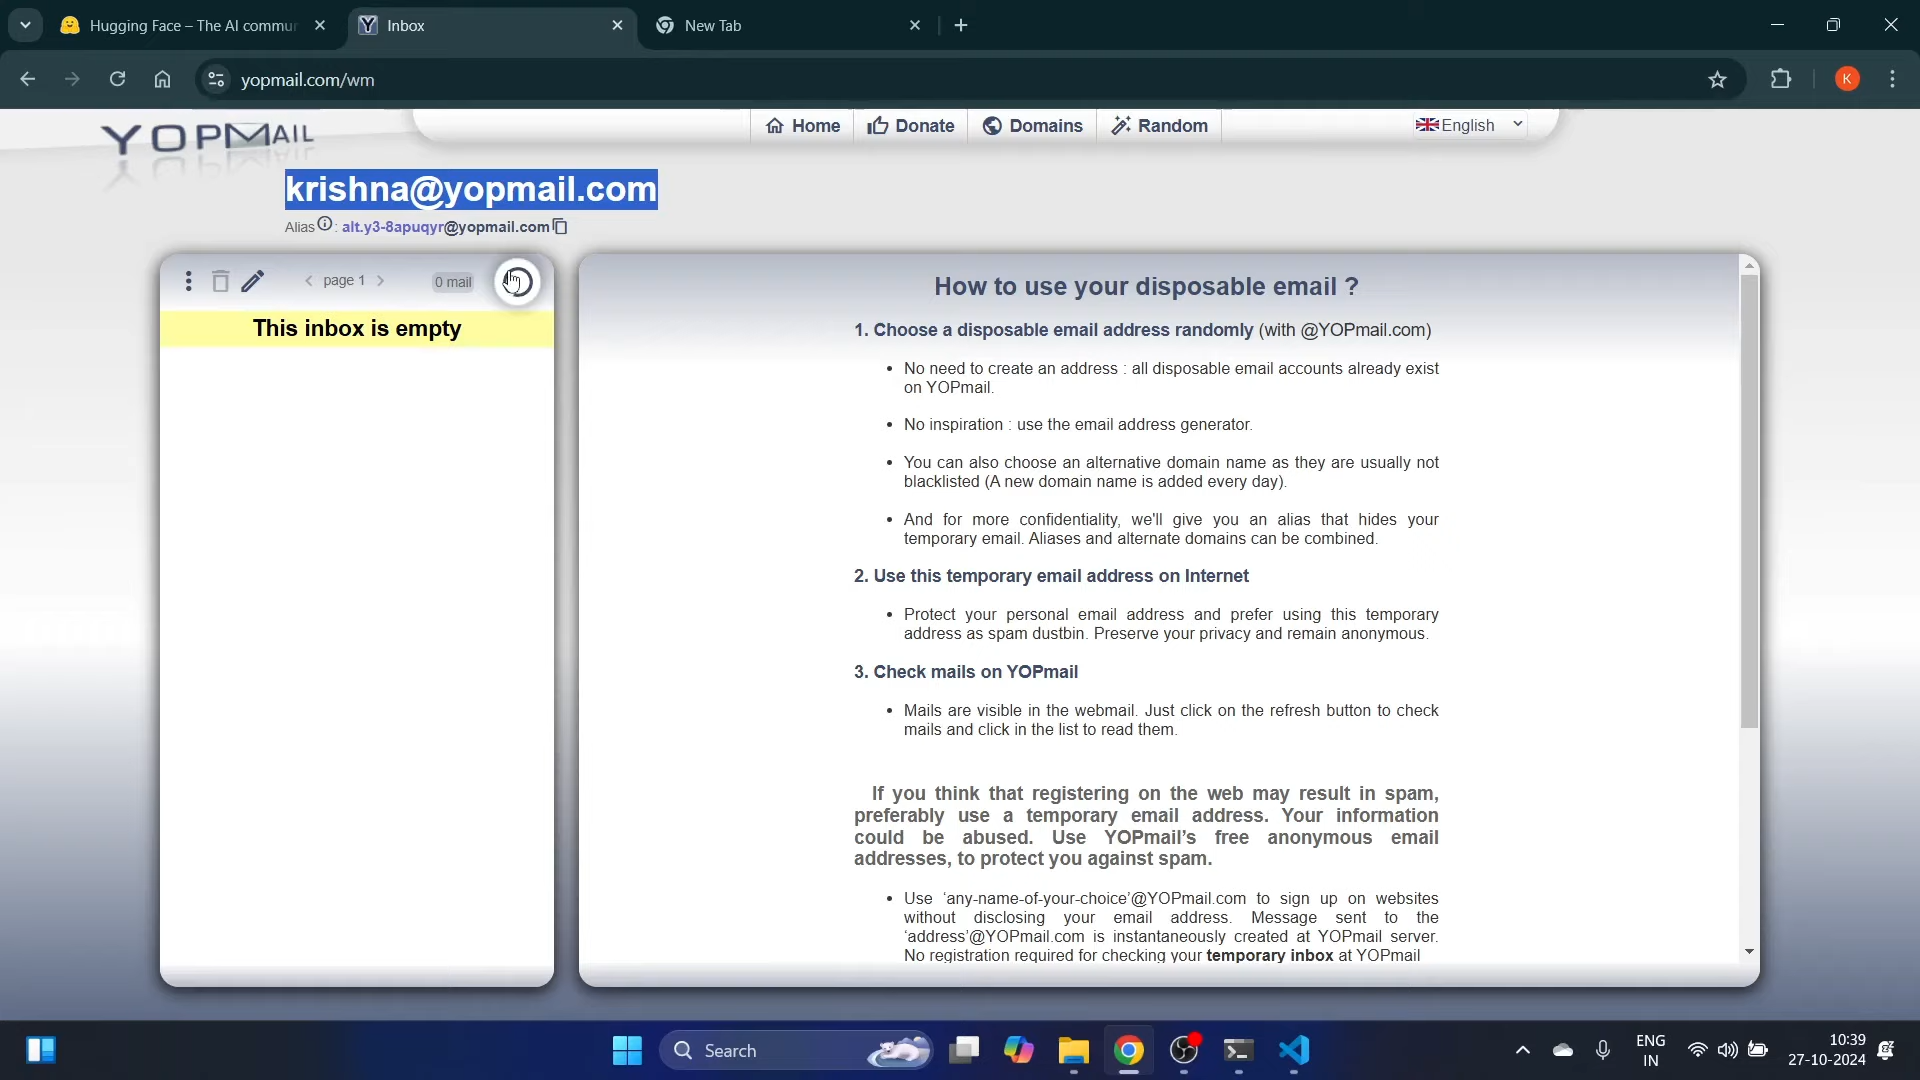 Hugging Face – The AI commun
Inbox
New Tab
yopmail.com/wm
K
YOPMAIL
Home
Donate
Domains
Random
English
krishna@yopmail.com
Alias : alt.y3-8apuqyr@yopmail.com
page 1
0 mail
This inbox is empty
How to use your disposable email ?
1. Choose a disposable email address randomly (with @YOPmail.com)
• No need to create an address : all disposable email accounts already exist
on YOPmail.
• No inspiration : use the email address generator.
• You can also choose an alternative domain name as they are usually not
blacklisted (A new domain name is added every day).
• And for more confidentiality, we'll give you an alias that hides your
temporary email. Aliases and alternate domains can be combined.
2. Use this temporary email address on Internet
• Protect your personal email address and prefer using this temporary
address as spam dustbin. Preserve your privacy and remain anonymous.
3. Check mails on YOPmail
• Mails are visible in the webmail. Just click on the refresh button to check
mails and click in the list to read them.
If you think that registering on the web may result in spam,
preferably use a temporary email address. Your information
could be abused. Use YOPmail’s free anonymous email
addresses, to protect you against spam.
• Use ‘any-name-of-your-choice’@YOPmail.com to sign up on websites
without disclosing your email address. Message sent to the
‘address’@YOPmail.com is instantaneously created at YOPmail server.
No registration required for checking your temporary inbox at YOPmail
Search
ENG
IN
10:39
27-10-2024